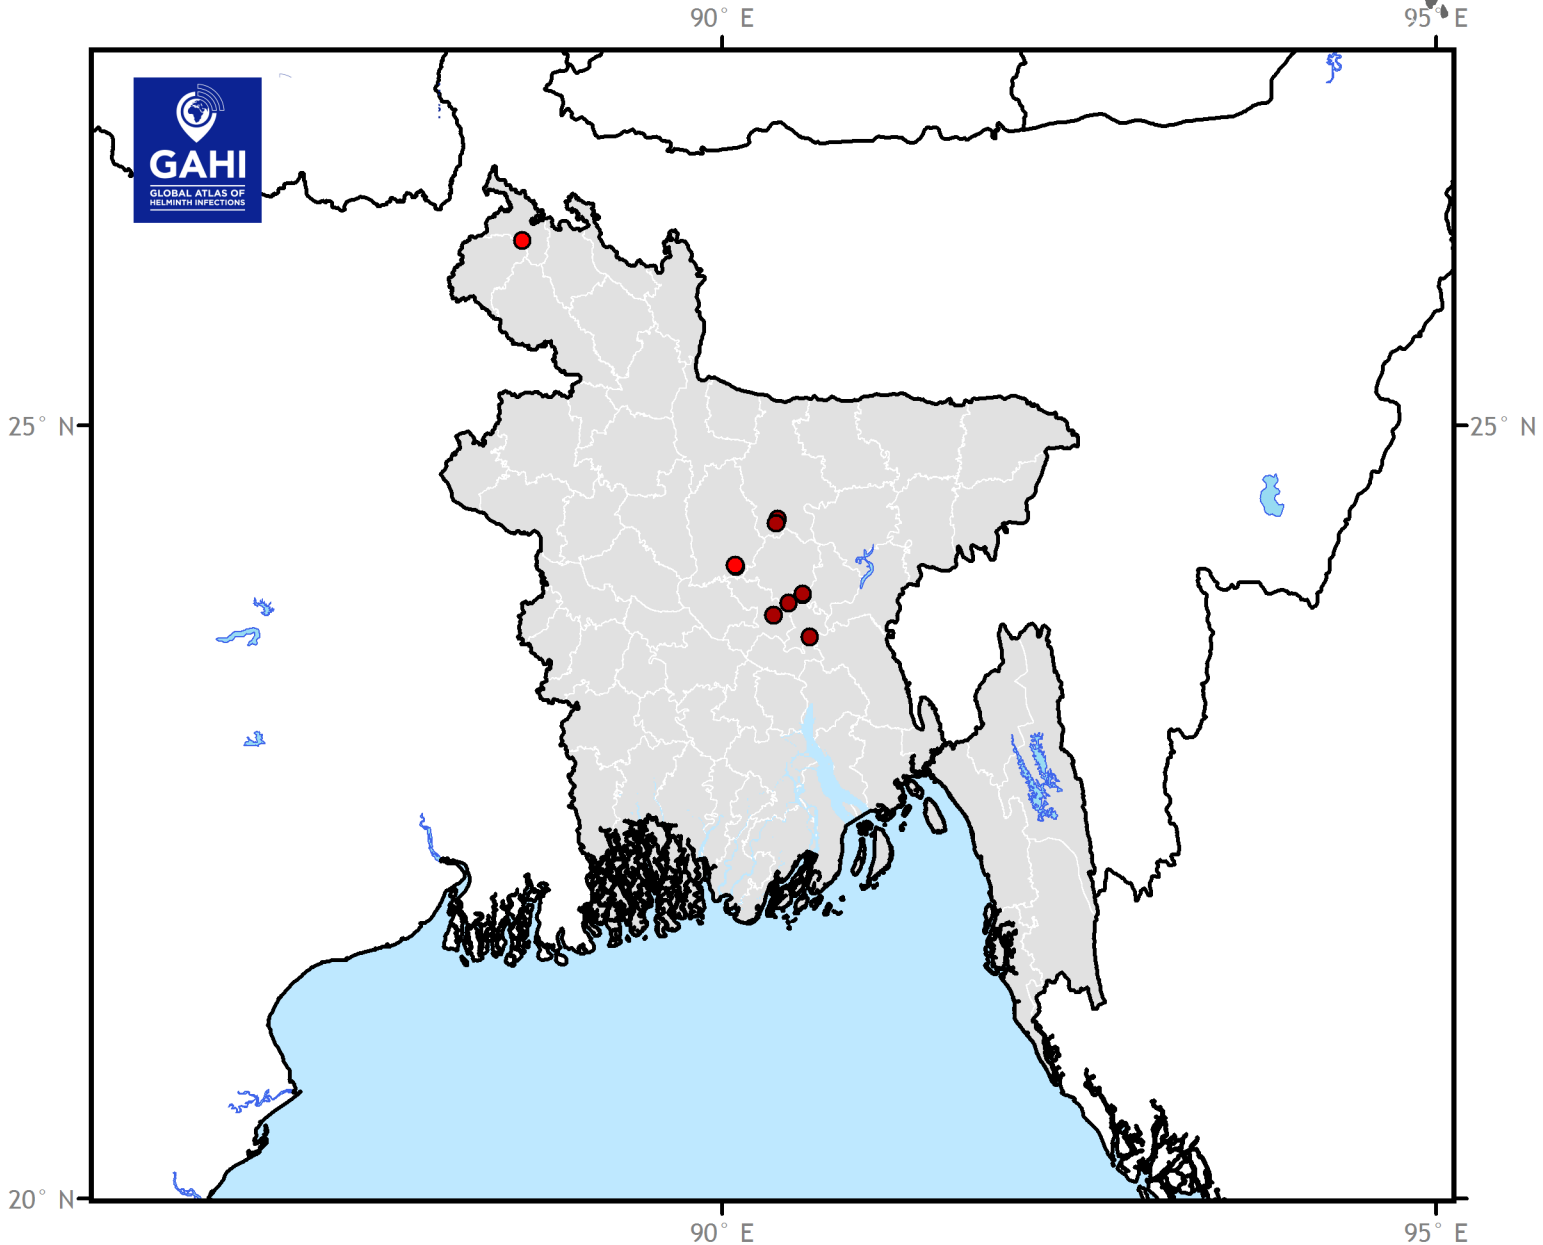 90° E
95° E
GAHI
GLOBAL ATLAS OF
HELMINTH INFECTIONS
25° N
25° N
20° N
90° E
95° E